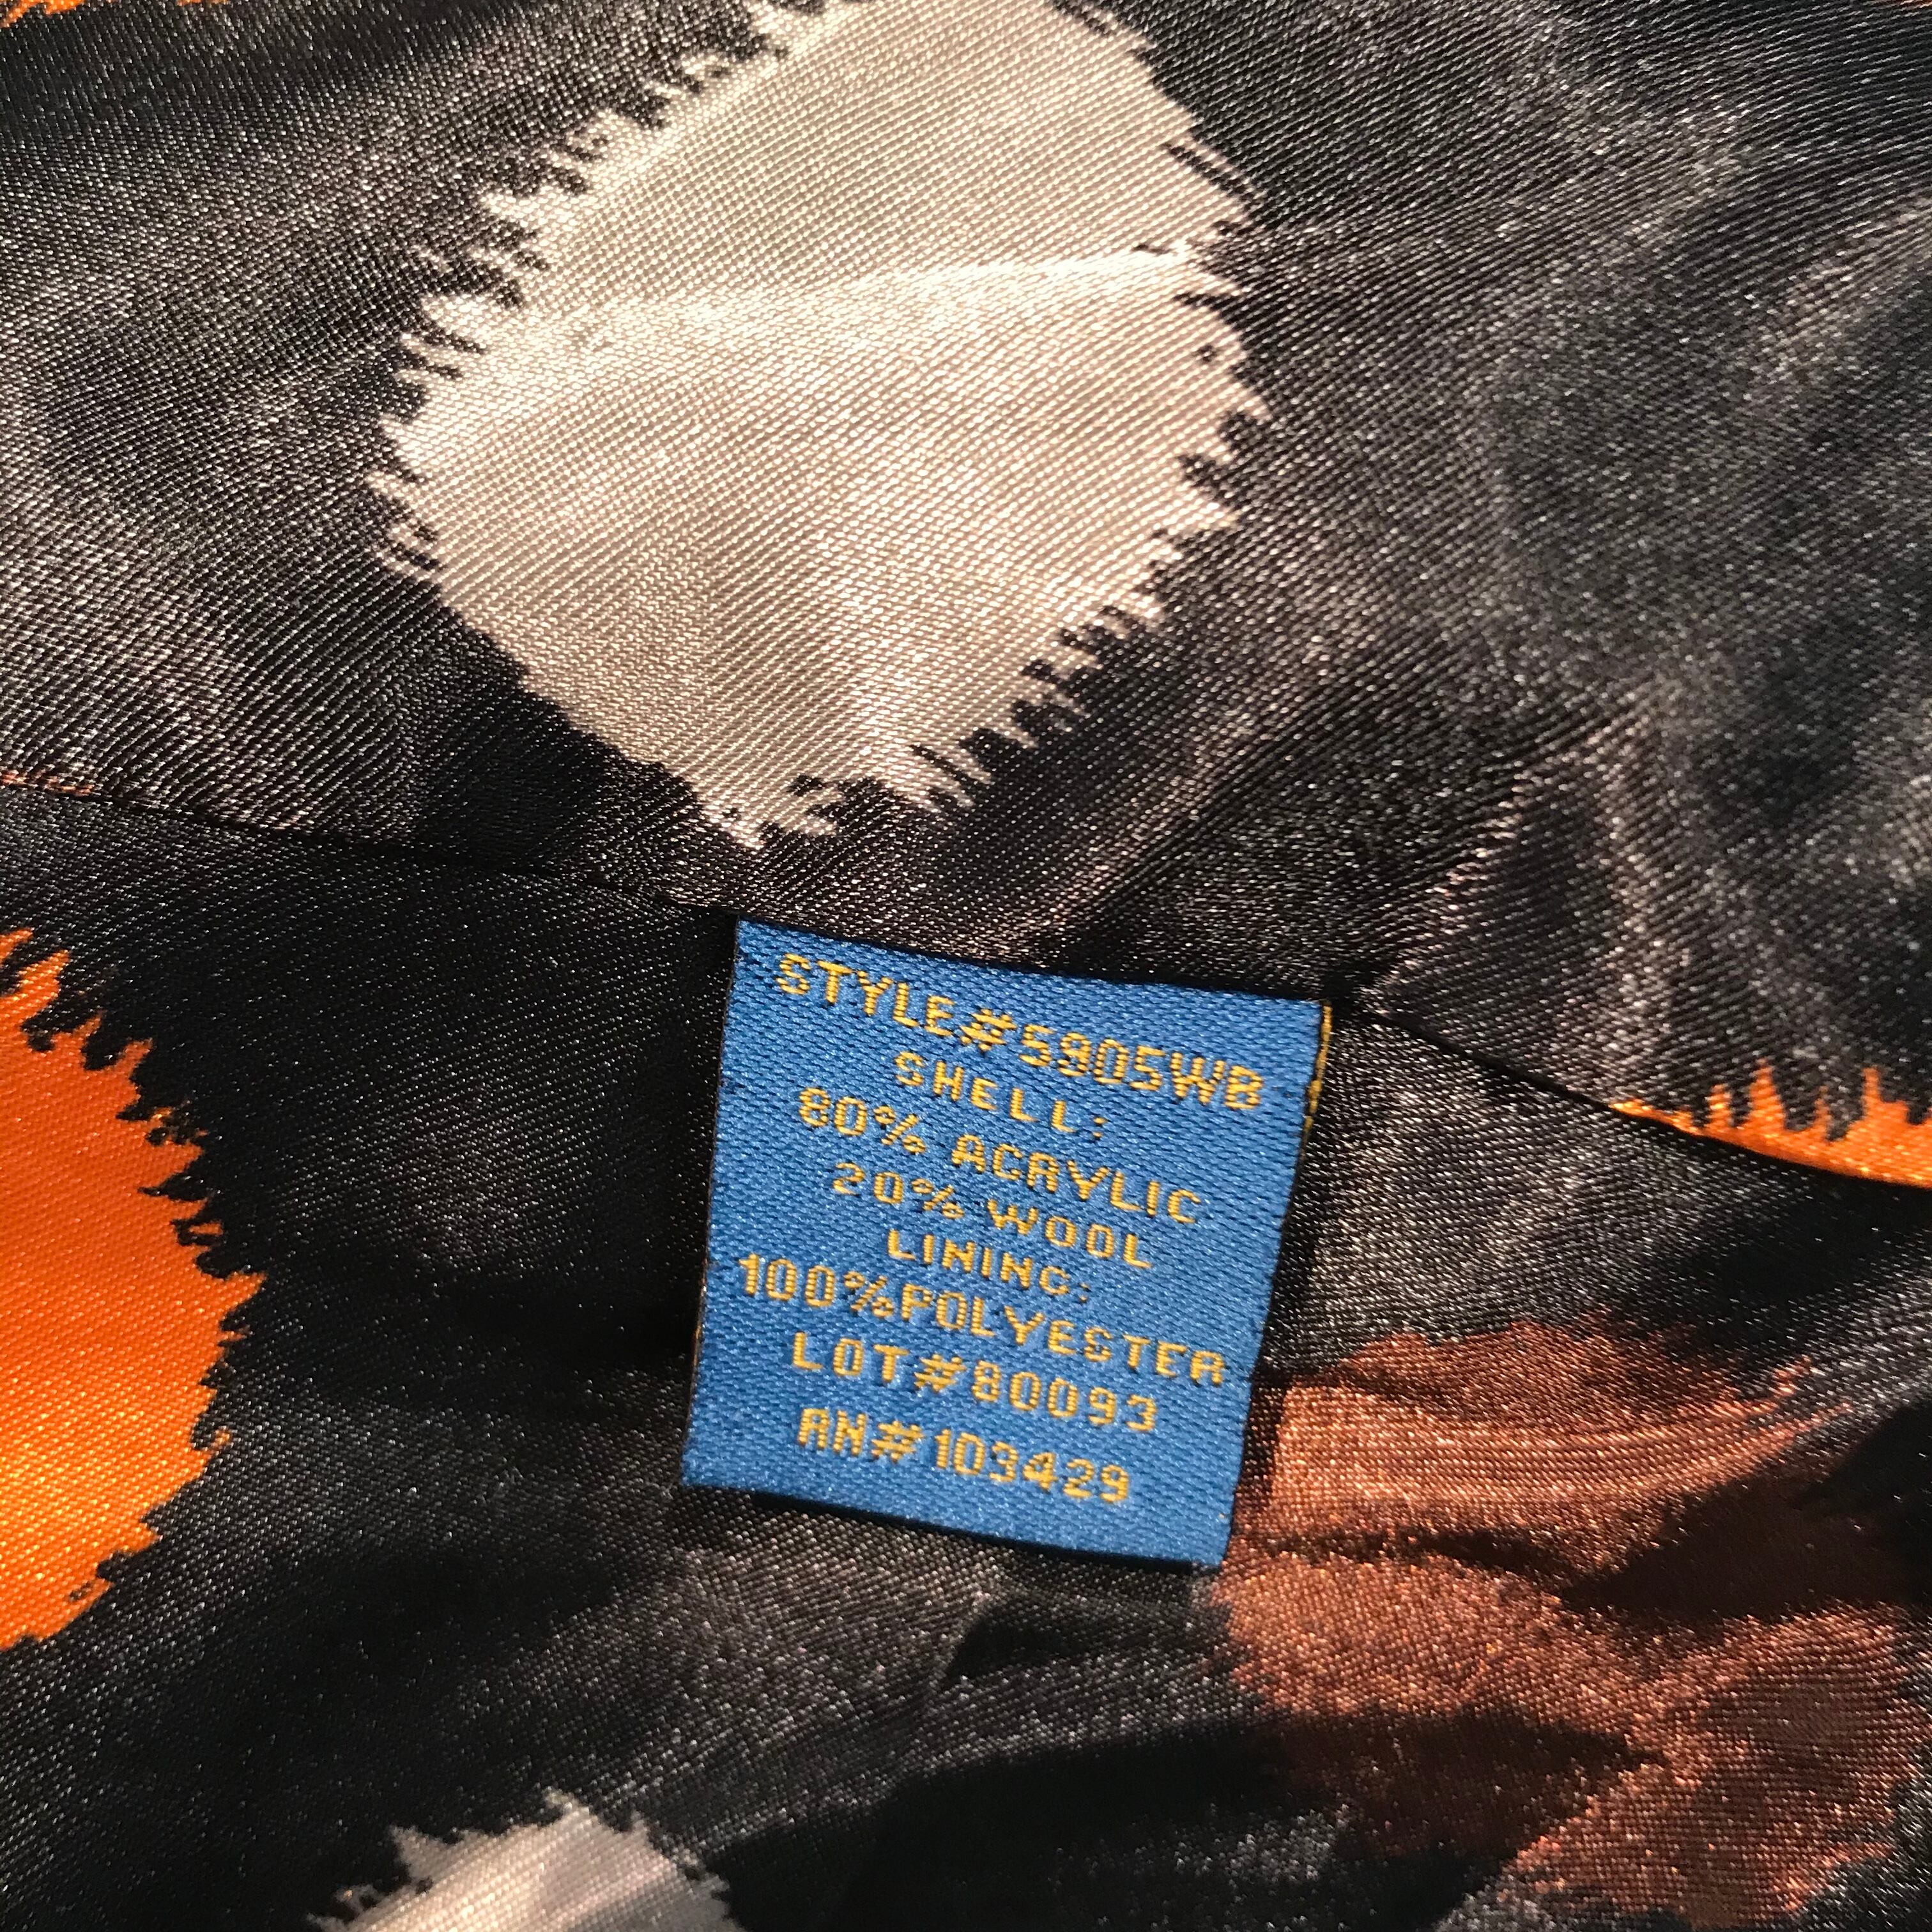 STYLE#5905WB
SHELL:
80% ACRYLIC
20% WOOL
LINING:
100%POLYESTER
LOT#80093
RN#103429